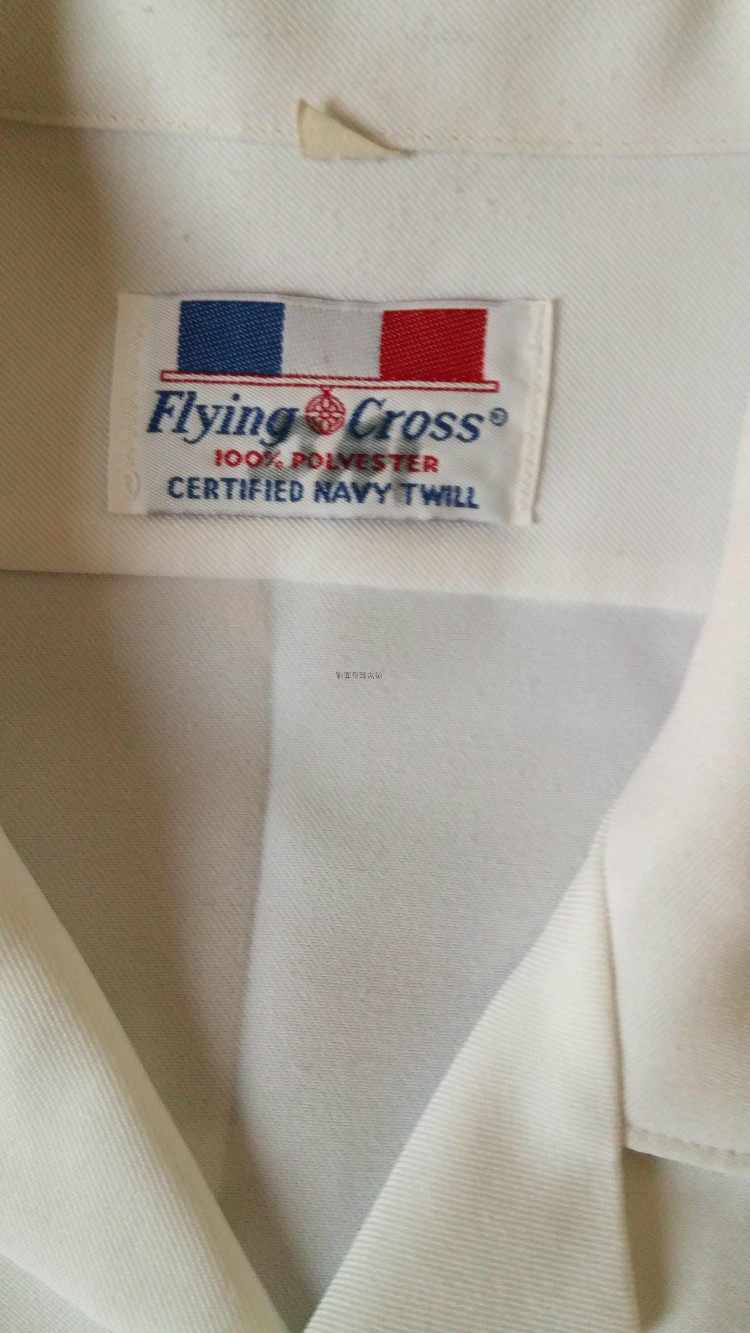 Flying Cross®
100% POLYESTER
CERTIFIED NAVY TWILL